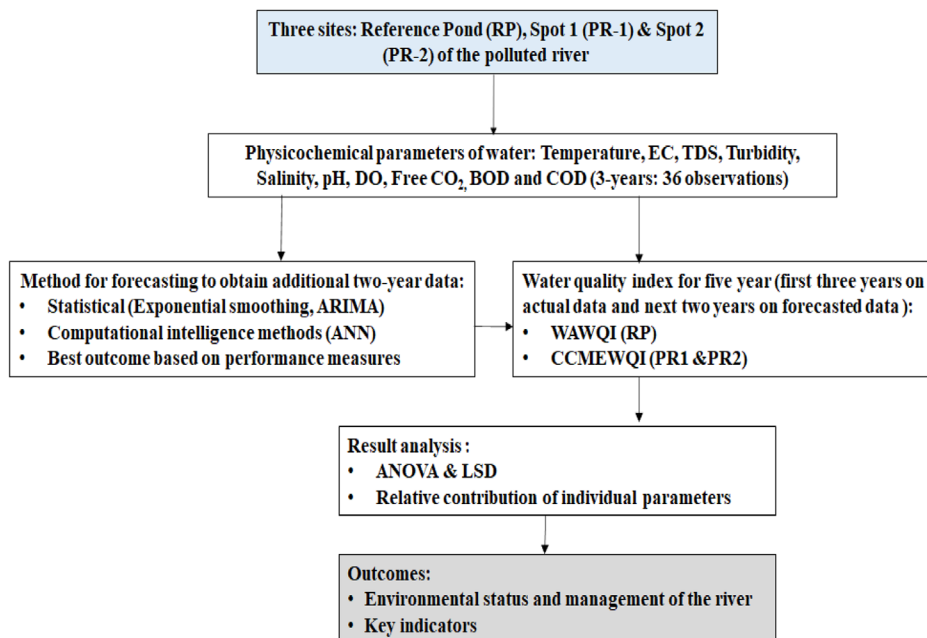 Three sites: Reference Pond (RP), Spot 1 (PR-1) & Spot 2
(PR-2) of the polluted river
Physicochemical parameters of water: Temperature, EC, TDS, Turbidity,
Salinity, pH, DO, Free CO₂, BOD and COD (3-years: 36 observations)
Method for forecasting to obtain additional two-year data:
• Statistical (Exponential smoothing, ARIMA)
• Computational intelligence methods (ANN)
• Best outcome based on performance measures
Water quality index for five year (first three years on
actual data and next two years on forecasted data ):
• WAWQI (RP)
• CCMEWQI (PR1 &PR2)
Result analysis :
• ANOVA & LSD
• Relative contribution of individual parameters
Outcomes:
• Environmental status and management of the river
• Key indicators